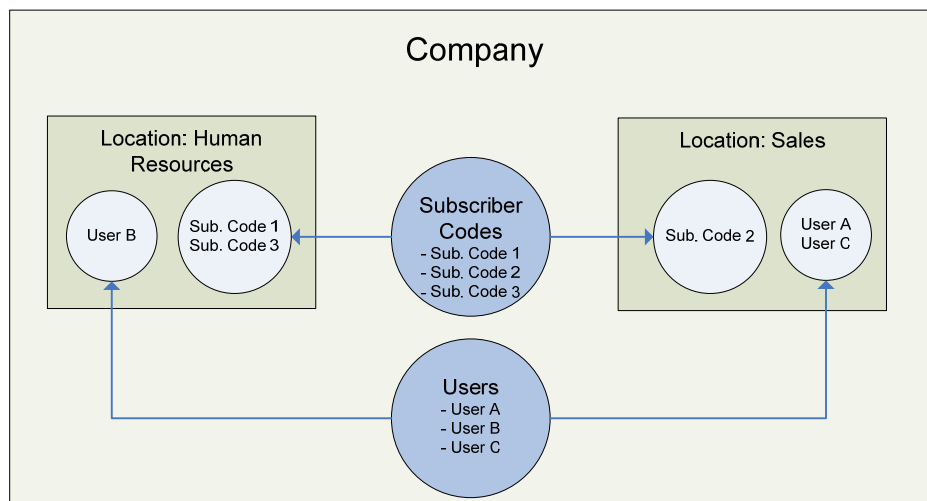 Company
Location: Human
Resources
User B
Sub. Code 1
Sub. Code 3
Subscriber
Codes
- Sub. Code 1
- Sub. Code 2
- Sub. Code 3
Location: Sales
Sub. Code 2
User A
User C
Users
- User A
- User B
- User C